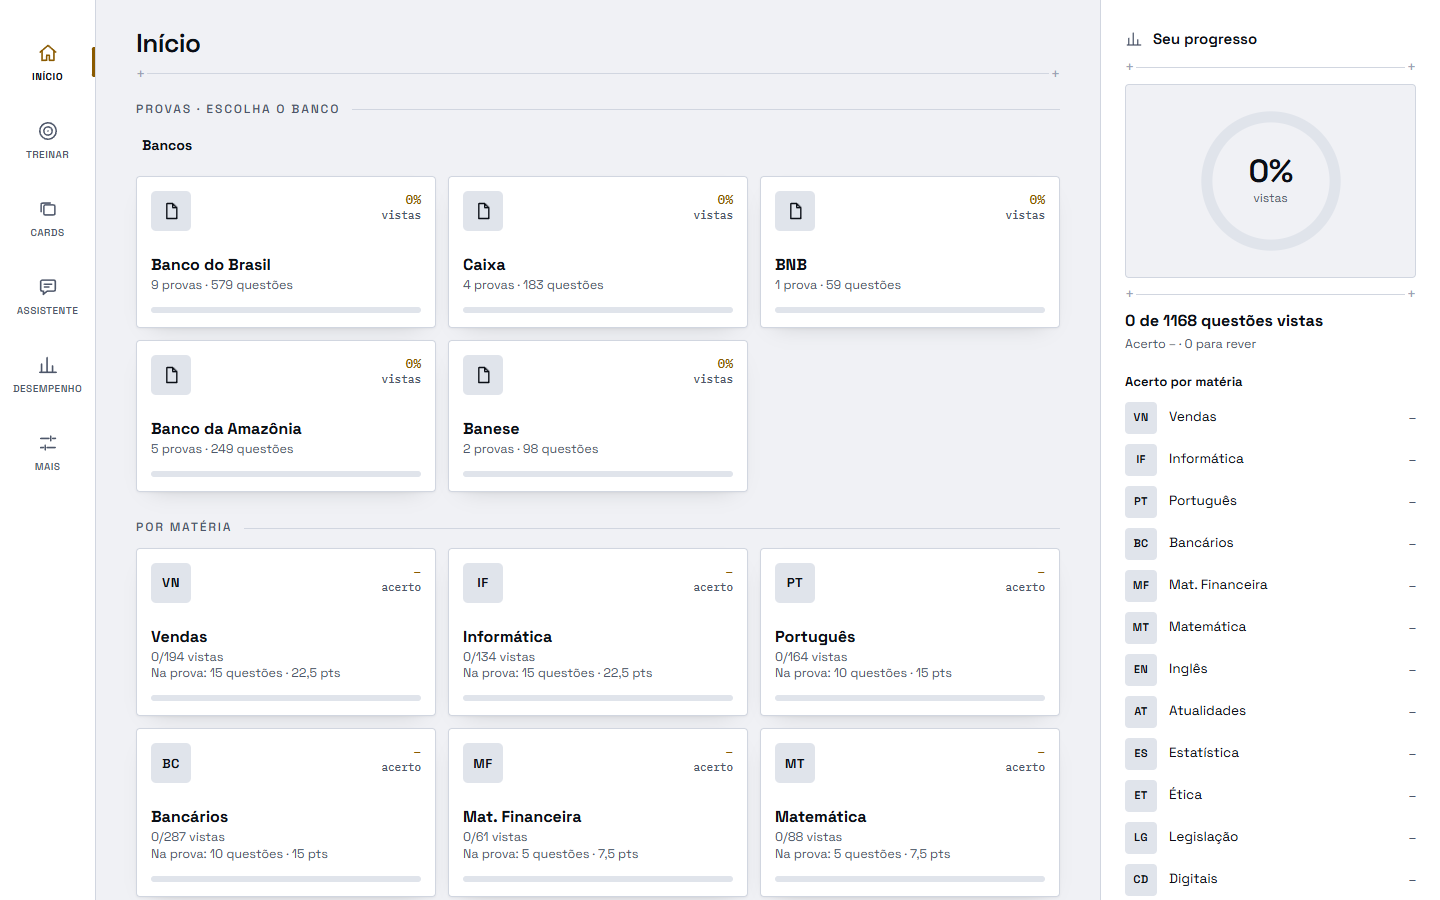 INÍCIO
TREINAR
CARDS
ASSISTENTE
DESEMPENHO
MAIS
Início
PROVAS · ESCOLHA O BANCO
Bancos
0%
vistas
Banco do Brasil
9 provas · 579 questões
0%
vistas
Caixa
4 provas · 183 questões
0%
vistas
BNB
1 prova · 59 questões
0%
vistas
Banco da Amazônia
5 provas · 249 questões
0%
vistas
Banese
2 provas · 98 questões
POR MATÉRIA
VN
–
acerto
Vendas
0/194 vistas
Na prova: 15 questões · 22,5 pts
IF
–
acerto
Informática
0/134 vistas
Na prova: 15 questões · 22,5 pts
PT
–
acerto
Português
0/164 vistas
Na prova: 10 questões · 15 pts
BC
–
acerto
Bancários
0/287 vistas
Na prova: 10 questões · 15 pts
MF
–
acerto
Mat. Financeira
0/61 vistas
Na prova: 5 questões · 7,5 pts
MT
–
acerto
Matemática
0/88 vistas
Na prova: 5 questões · 7,5 pts
Seu progresso
0%
vistas
0 de 1168 questões vistas
Acerto – · 0 para rever
Acerto por matéria
VN Vendas –
IF Informática –
PT Português –
BC Bancários –
MF Mat. Financeira –
MT Matemática –
EN Inglês –
AT Atualidades –
ES Estatística –
ET Ética –
LG Legislação –
CD Digitais –